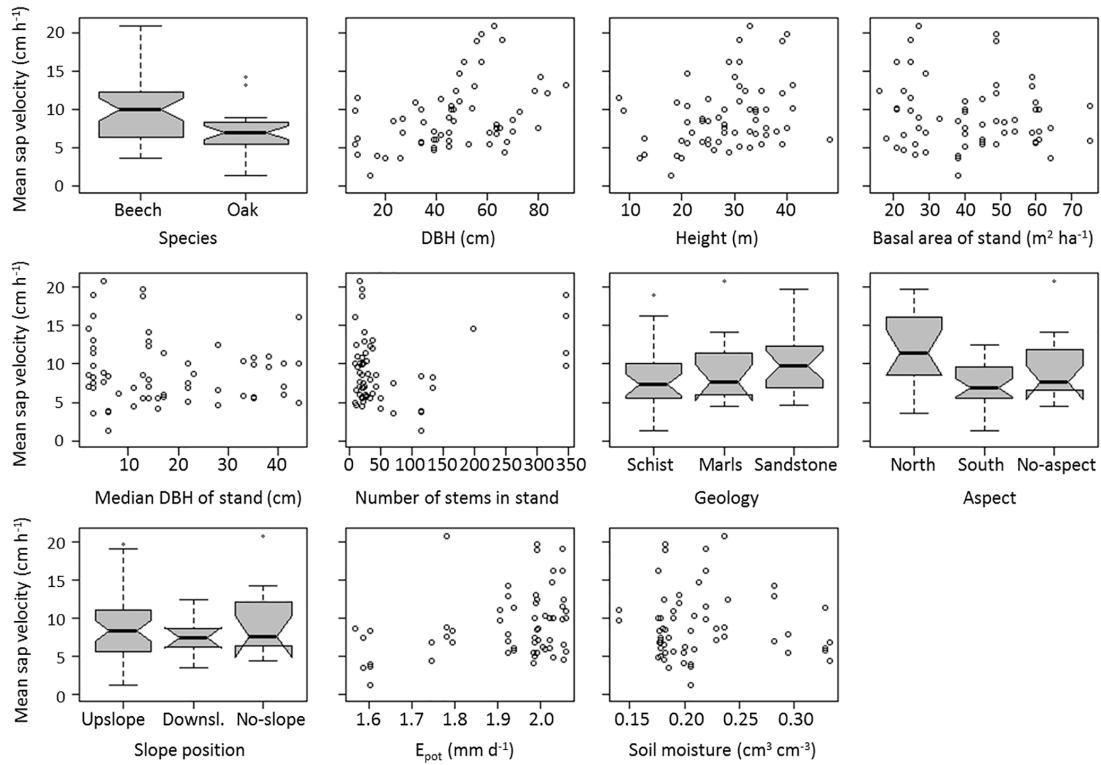 Mean sap velocity (cm h⁻¹)
0 5 10 15 20
Beech Oak
Species
20 40 60 80
DBH (cm)
10 20 30 40
Height (m)
20 30 40 50 60 70
Basal area of stand (m² ha⁻¹)
Mean sap velocity (cm h⁻¹)
0 5 10 15 20
10 20 30 40
Median DBH of stand (cm)
0 50 100 150 200 250 300 350
Number of stems in stand
Schist Marls Sandstone
Geology
North South No-aspect
Aspect
Mean sap velocity (cm h⁻¹)
0 5 10 15 20
Upslope Downsl. No-slope
Slope position
1.6 1.7 1.8 1.9 2.0
Epot (mm d⁻¹)
0.15 0.20 0.25 0.30
Soil moisture (cm³ cm⁻³)